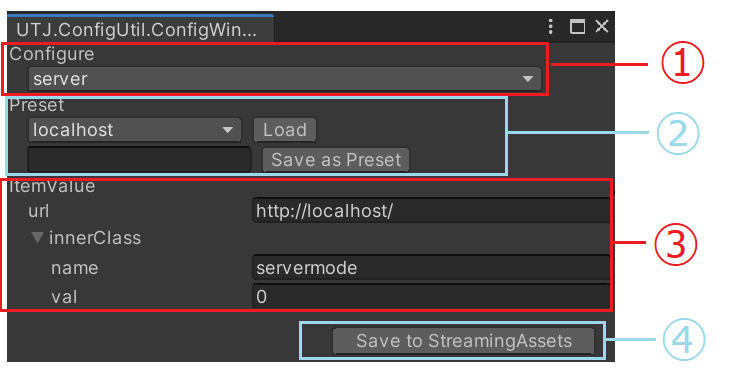 UTJ.ConfigUtil.ConfigWin...
Configure
server
①
Preset
localhost Load
②
Save as Preset
ItemValue
url http://localhost/
innerClass
③
name servermode
val 0
Save to StreamingAssets
④